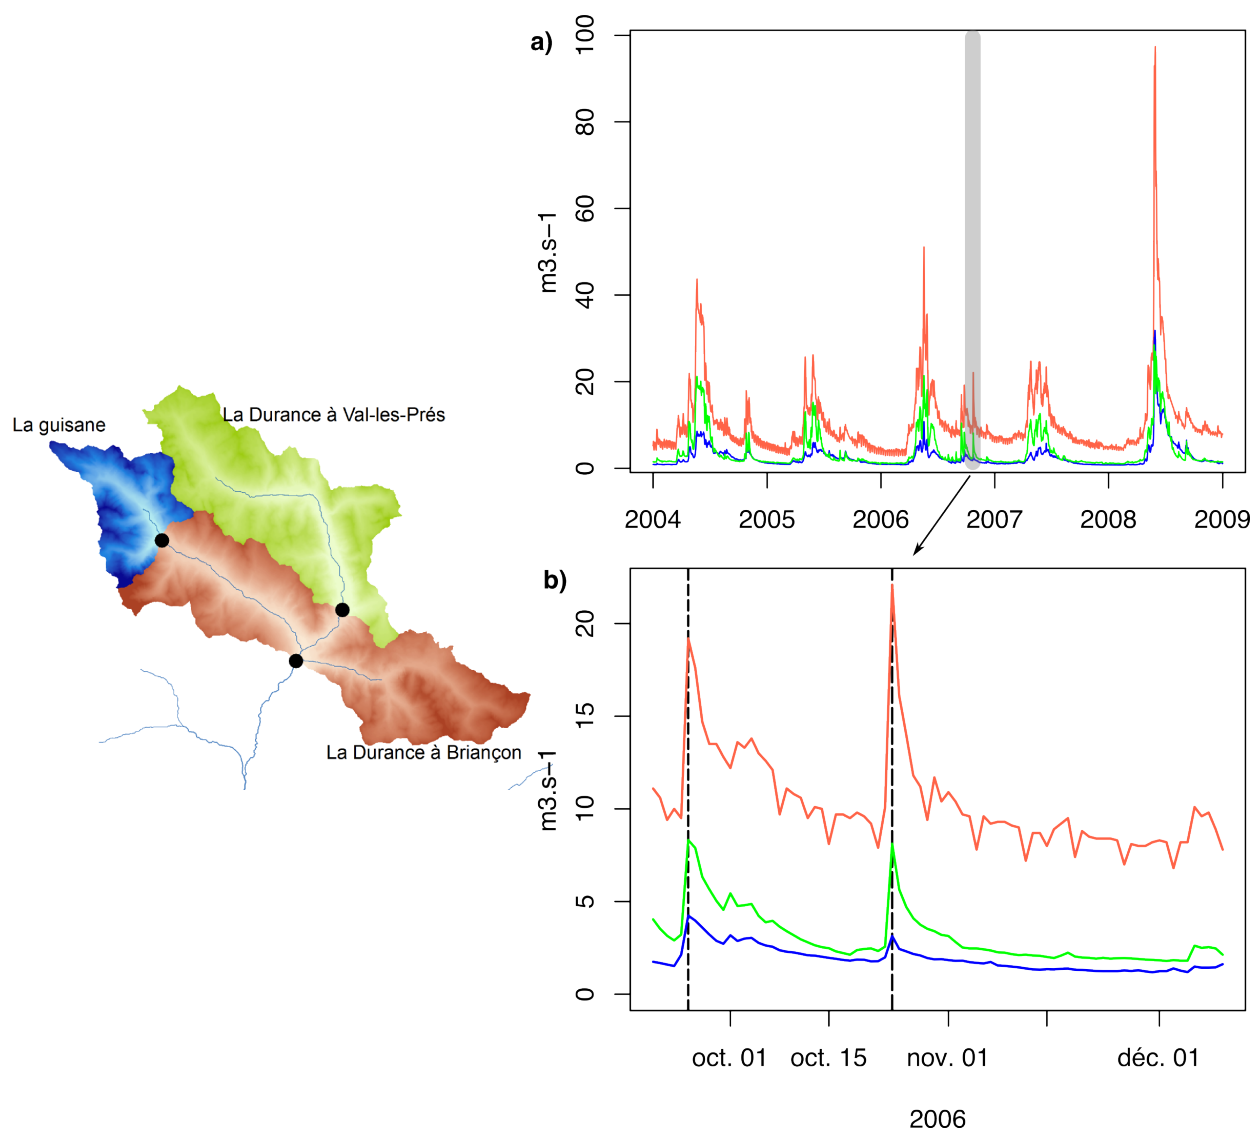 a)
100
80
60
40
20
0
m3.s−1
2004 2005 2006 2007 2008 2009
La guisane
La Durance à Val-les-Prés
La Durance à Briançon
b)
20
15
10
5
0
m3.s−1
oct. 01 oct. 15 nov. 01 déc. 01
2006